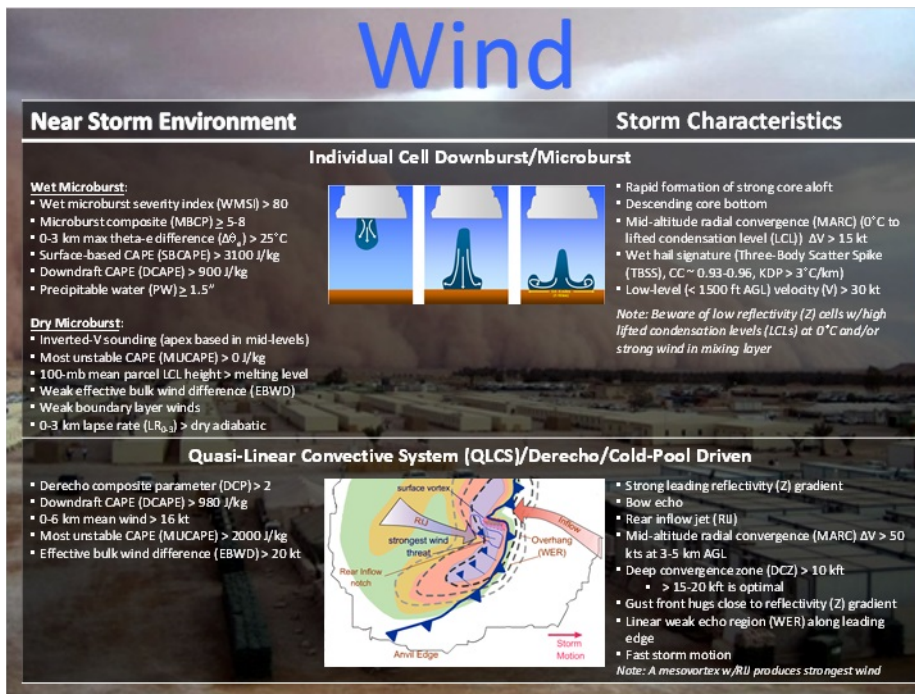 Wind
Near Storm Environment
Storm Characteristics
Individual Cell Downburst/Microburst
Wet Microburst:
▪ Wet microburst severity index (WMSI) > 80
▪ Microburst composite (MBCP) ≥ 5-8
▪ 0-3 km max theta-e difference (Δθe) > 25°C
▪ Surface-based CAPE (SBCAPE) > 3100 J/kg
▪ Downdraft CAPE (DCAPE) > 900 J/kg
▪ Precipitable water (PW) ≥ 1.5”
Dry Microburst:
▪ Inverted-V sounding (apex based in mid-levels)
▪ Most unstable CAPE (MUCAPE) > 0 J/kg
▪ 100-mb mean parcel LCL height > melting level
▪ Weak effective bulk wind difference (EBWD)
▪ Weak boundary layer winds
▪ 0-3 km lapse rate (LR0-3) > dry adiabatic
▪ Rapid formation of strong core aloft
▪ Descending core bottom
▪ Mid-altitude radial convergence (MARC) (0°C to
lifted condensation level (LCL)) ΔV > 15 kt
▪ Wet hail signature (Three-Body Scatter Spike
(TBSS), CC ~ 0.93-0.96, KDP > 3°C/km)
▪ Low-level (< 1500 ft AGL) velocity (V) > 30 kt
Note: Beware of low reflectivity (Z) cells w/high
lifted condensation levels (LCLs) at 0°C and/or
strong wind in mixing layer
Quasi-Linear Convective System (QLCS)/Derecho/Cold-Pool Driven
▪ Derecho composite parameter (DCP) > 2
▪ Downdraft CAPE (DCAPE) > 980 J/kg
▪ 0-6 km mean wind > 16 kt
▪ Most unstable CAPE (MUCAPE) > 2000 J/kg
▪ Effective bulk wind difference (EBWD) > 20 kt
surface vortex
RIJ
Inflow
strongest wind
threat
Overhang
(WER)
Rear Inflow
notch
Anvil Edge
Storm
Motion
▪ Strong leading reflectivity (Z) gradient
▪ Bow echo
▪ Rear inflow jet (RIJ)
▪ Mid-altitude radial convergence (MARC) ΔV > 50
kts at 3-5 km AGL
▪ Deep convergence zone (DCZ) > 10 kft
▪ > 15-20 kft is optimal
▪ Gust front hugs close to reflectivity (Z) gradient
▪ Linear weak echo region (WER) along leading
edge
▪ Fast storm motion
Note: A mesovortex w/RIJ produces strongest wind